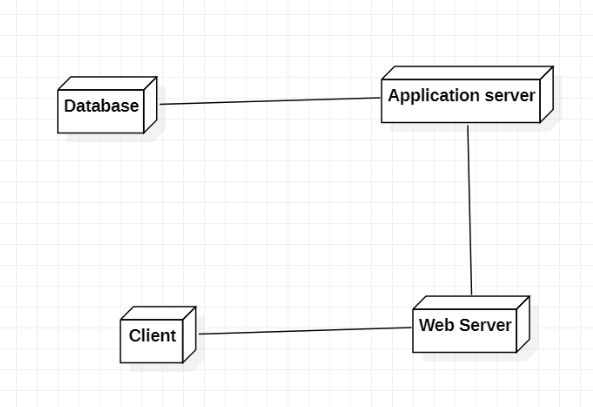 Database
Application server
Client
Web Server